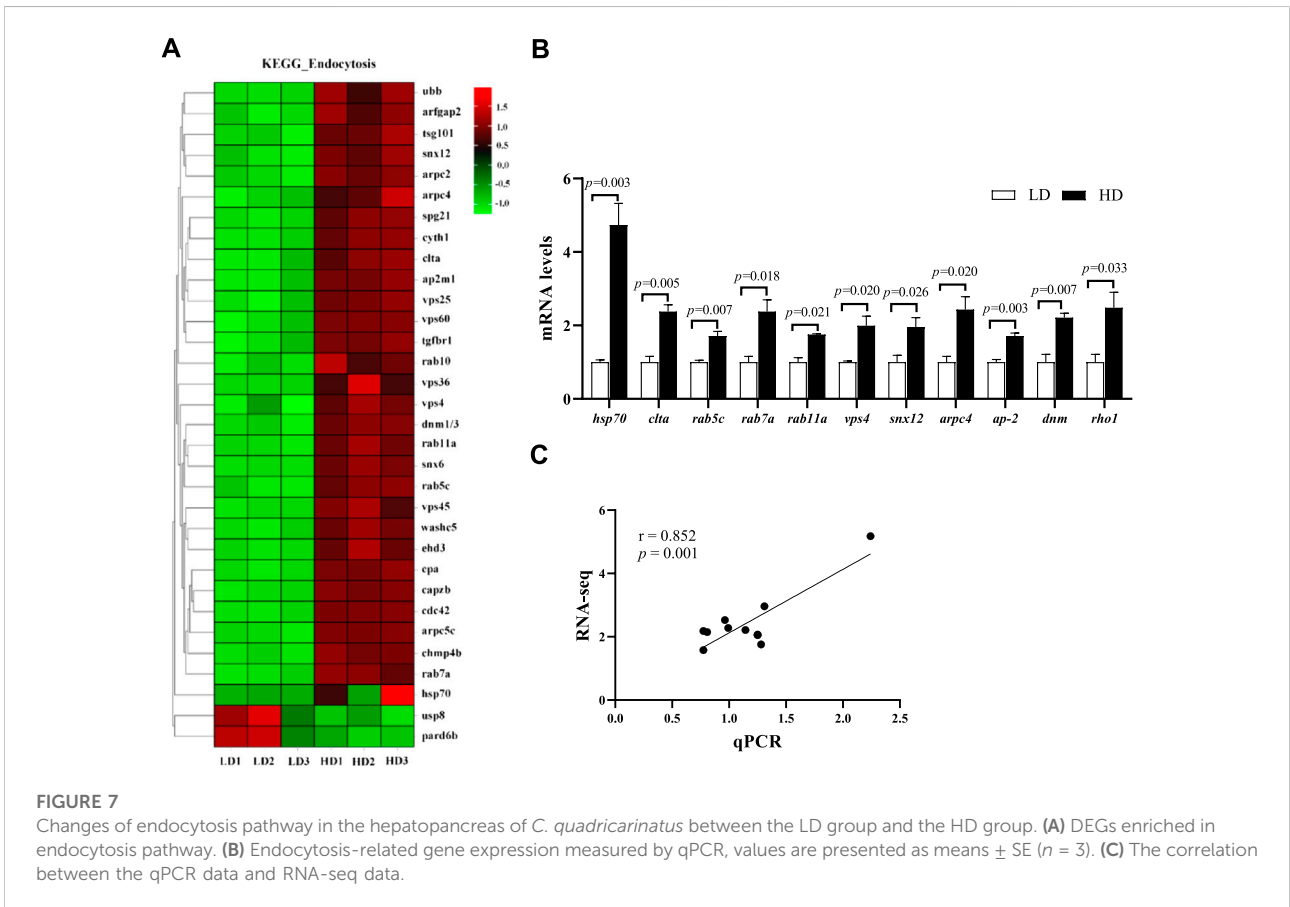 A
KEGG_Endocytosis
ubb
arfgap2
tsg101
snx12
arpc2
arpc4
spg21
cyth1
clta
ap2m1
vps25
vps60
tgfbr1
rab10
vps36
vps4
dnm1/3
rab11a
snx6
rab5c
vps45
washc5
ehd3
cpa
capzb
cdc42
arpc5c
chmp4b
rab7a
hsp70
usp8
pard6b
LD1 LD2 LD3 HD1 HD2 HD3
1.5
1.0
0.5
0.0
-0.5
-1.0
B
mRNA levels
6
4
2
0
LD HD
p=0.003
p=0.005
p=0.007
p=0.018
p=0.021
p=0.020
p=0.026
p=0.020
p=0.003
p=0.007
p=0.033
hsp70 clta rab5c rab7a rab11a vps4 snx12 arpc4 ap-2 dnm rho1
C
RNA-seq
6
4
2
0
r = 0.852
p = 0.001
0.0 0.5 1.0 1.5 2.0 2.5
qPCR
FIGURE 7
Changes of endocytosis pathway in the hepatopancreas of C. quadricarinatus between the LD group and the HD group. (A) DEGs enriched in
endocytosis pathway. (B) Endocytosis-related gene expression measured by qPCR, values are presented as means ± SE (n = 3). (C) The correlation
between the qPCR data and RNA-seq data.